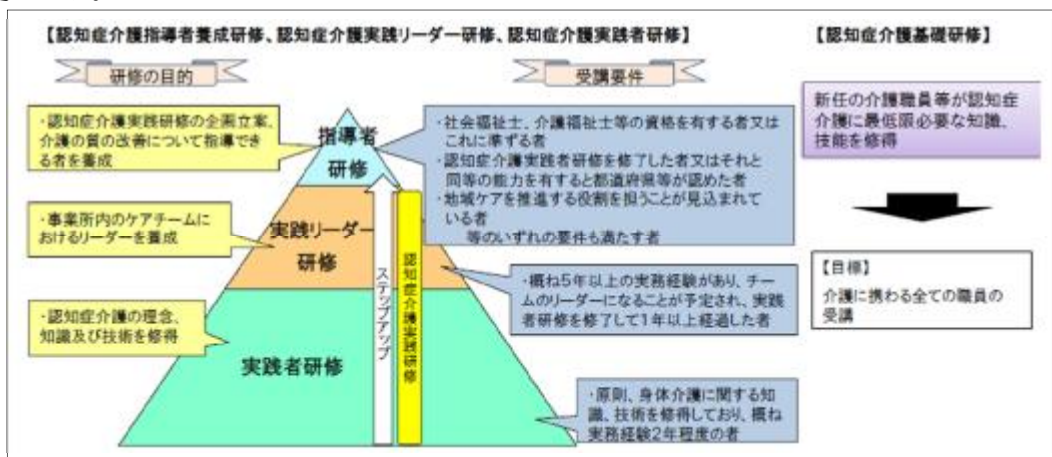 【認知症介護指導者養成研修、認知症介護実践リーダー研修、認知症介護実践者研修】
研修の目的
受講要件
・認知症介護実践研修の企画立案、
介護の質の改善について指導でき
る者を養成
・事業所内のケアチームに
おけるリーダーを養成
・認知症介護の理念、
知識及び技術を修得
指導者
研修
実践リーダー
研修
実践者研修
ステップアップ
認知症介護実践研修
・社会福祉士、介護福祉士等の資格を有する者又は
これに準ずる者
・認知症介護実践者研修を修了した者又はそれと
同等の能力を有すると都道府県等が認めた者
・地域ケアを推進する役割を担うことが見込まれて
いる者
等のいずれの要件も満たす者
・概ね5年以上の実務経験があり、チー
ムのリーダーになることが予定され、実践
者研修を修了して1年以上経過した者
・原則、身体介護に関する知
識、技術を修得しており、概ね
実務経験2年程度の者
【認知症介護基礎研修】
新任の介護職員等が認知症
介護に最低限必要な知識、
技能を修得
【目標】
介護に携わる全ての職員の
受講